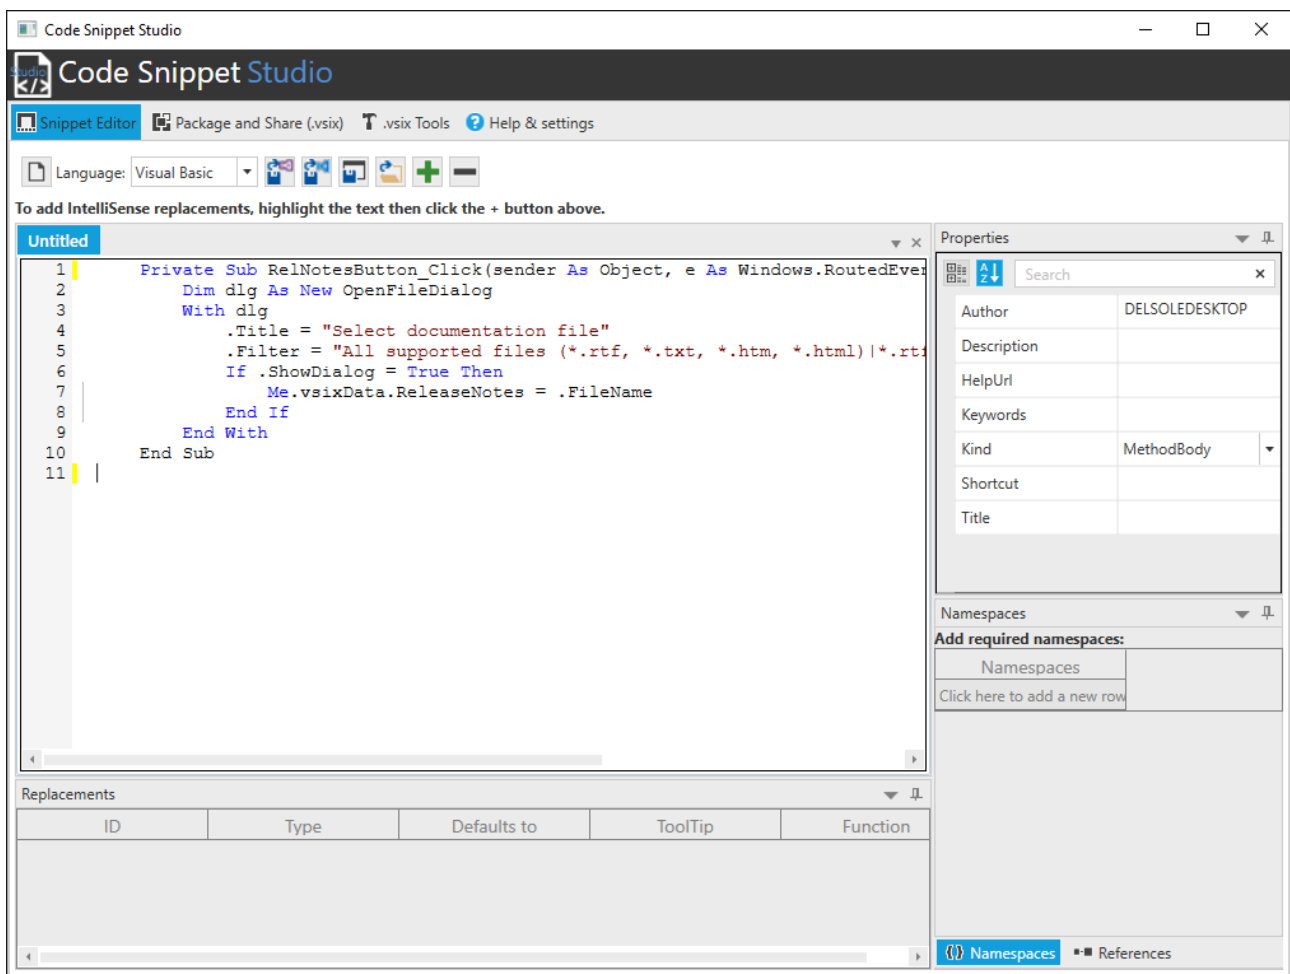 Code Snippet Studio
Studio
</>
Code Snippet Studio
Snippet Editor Package and Share (.vsix) .vsix Tools ? Help & settings
Language: Visual Basic
To add IntelliSense replacements, highlight the text then click the + button above.
Untitled
1 Private Sub RelNotesButton_Click(sender As Object, e As Windows.RoutedEver
2 Dim dlg As New OpenFileDialog
3 With dlg
4 .Title = "Select documentation file"
5 .Filter = "All supported files (*.rtf, *.txt, *.htm, *.html)|*.rtf
6 If .ShowDialog = True Then
7 Me.vsixData.ReleaseNotes = .FileName
8 End If
9 End With
10 End Sub
11
Properties
A
Z
Search
Author DELSOLEDESKTOP
Description
HelpUrl
Keywords
Kind MethodBody
Shortcut
Title
Namespaces
Add required namespaces:
Namespaces
Click here to add a new row
Replacements
ID Type Defaults to ToolTip Function
{} Namespaces References